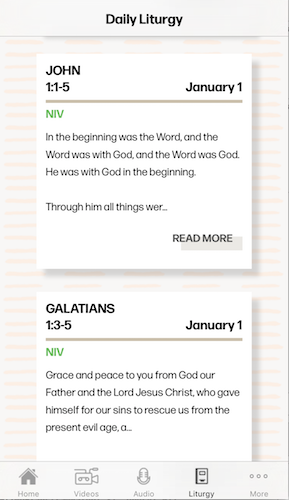 Daily Liturgy
JOHN
1:1-5 January 1
NIV
In the beginning was the Word, and the
Word was with God, and the Word was God.
He was with God in the beginning.
Through him all things wer...
READ MORE
GALATIANS
1:3-5 January 1
NIV
Grace and peace to you from God our
Father and the Lord Jesus Christ, who gave
himself for our sins to rescue us from the
present evil age, a...
Home Videos Audio Liturgy More